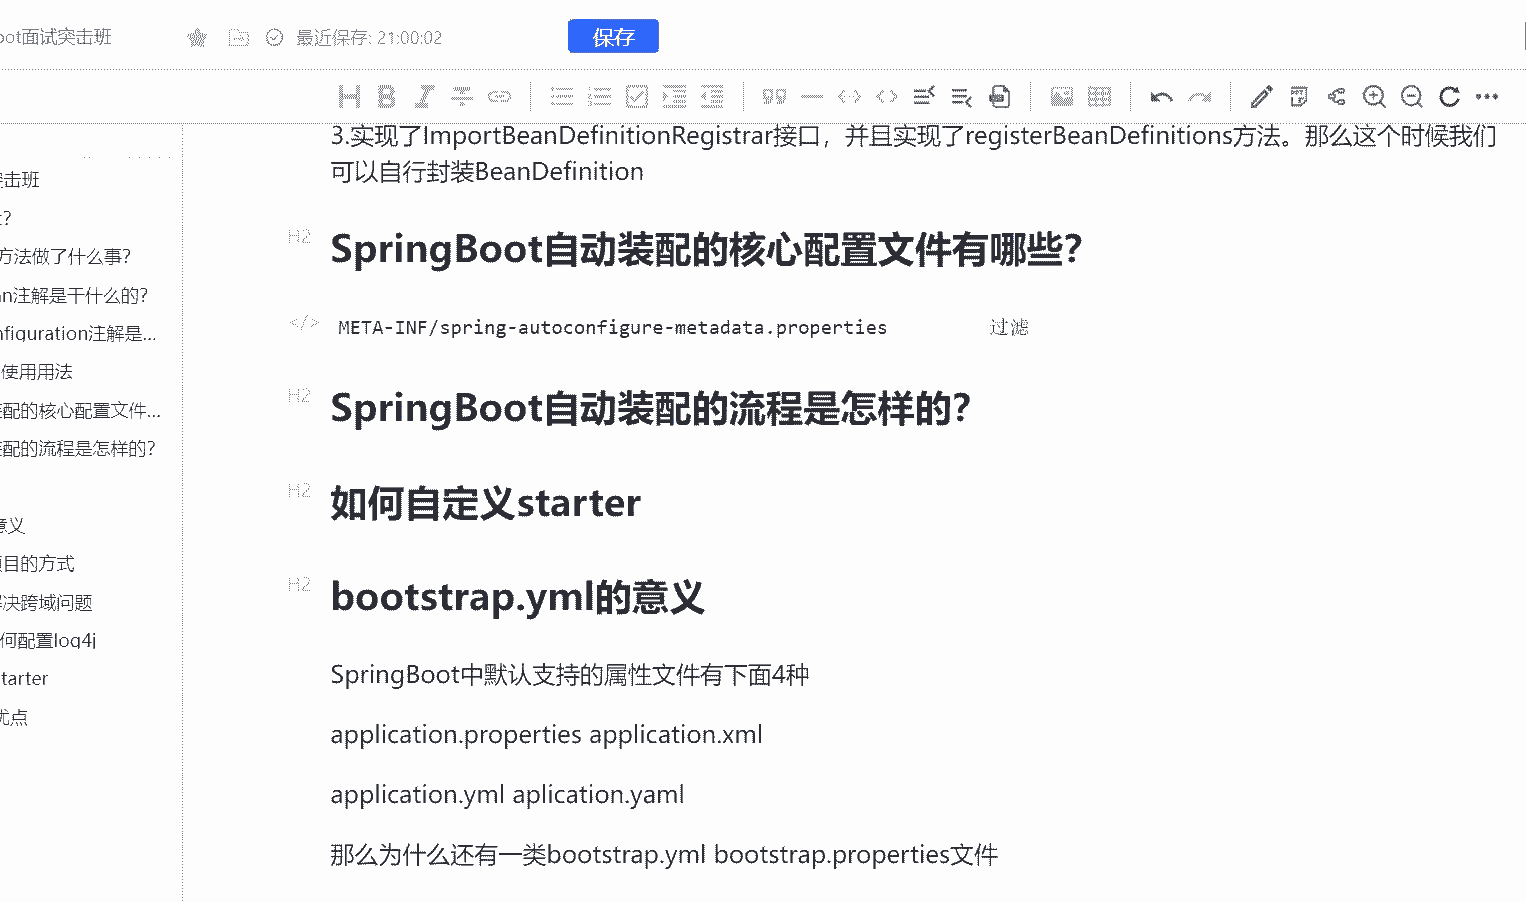 oot面试突击班
最近保存: 21:00:02
保存
3.实现了ImportBeanDefinitionRegistrar接口，并且实现了registerBeanDefinitions方法。那么这个时候我们
可以自行封装BeanDefinition
H2 SpringBoot自动装配的核心配置文件有哪些?
</> META-INF/spring-autoconfigure-metadata.properties 过滤
H2 SpringBoot自动装配的流程是怎样的?
H2 如何自定义starter
H2 bootstrap.yml的意义
SpringBoot中默认支持的属性文件有下面4种
application.properties application.xml
application.yml aplication.yaml
那么为什么还有一类bootstrap.yml bootstrap.properties文件
击班
?
方法做了什么事?
n注解是干什么的?
nfiguration注解是...
使用用法
配的核心配置文件...
配的流程是怎样的?
意义
目的方式
决跨域问题
何配置log4j
tarter
优点